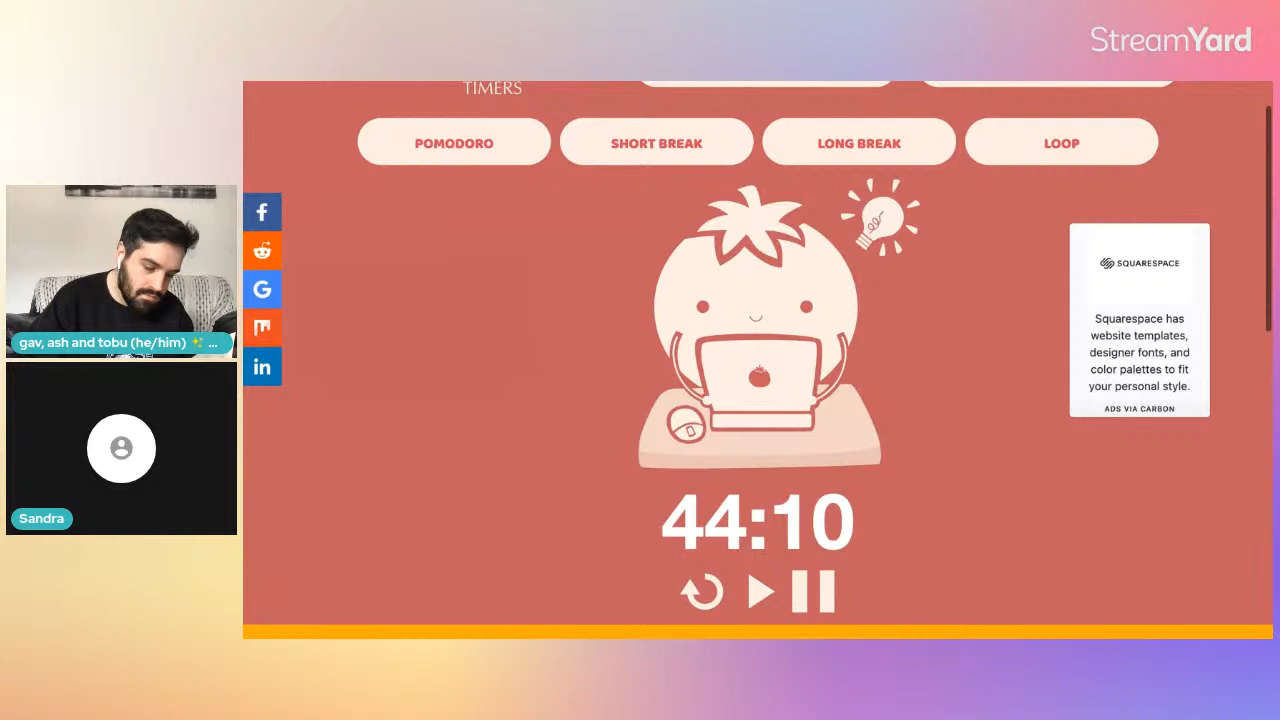 StreamYard
TIMERS
POMODORO
SHORT BREAK
LONG BREAK
LOOP
f
G
in
SQUARESPACE
Squarespace has
website templates,
designer fonts, and
color palettes to fit
your personal style.
ADS VIA CARBON
gav, ash and tobu (he/him) ✨ ...
Sandra
44:10